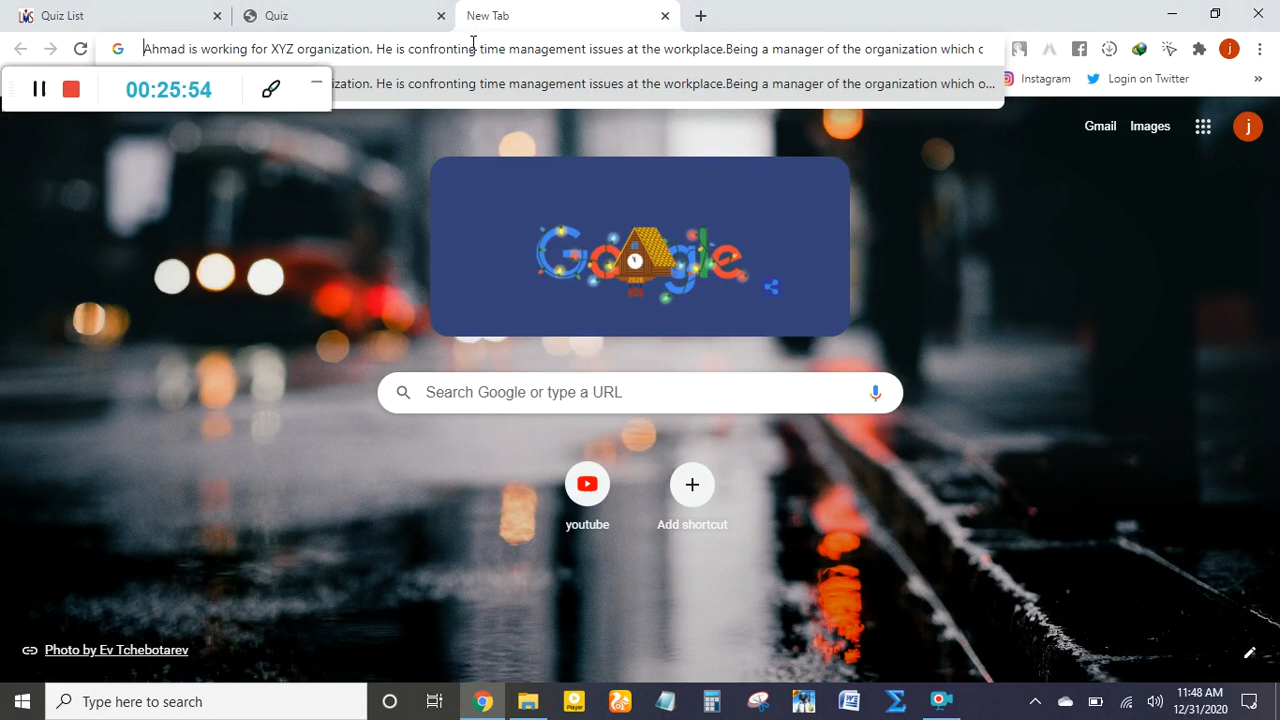 Quiz List
Quiz
New Tab
Ahmad is working for XYZ organization. He is confronting time management issues at the workplace.Being a manager of the organization which c
ization. He is confronting time management issues at the workplace.Being a manager of the organization which o...
00:25:54
Instagram
Login on Twitter
»
Gmail
Images
j
j
Google
2020
Search Google or type a URL
youtube
Add shortcut
Photo by Ev Tchebotarev
Type here to search
11:48 AM
12/31/2020